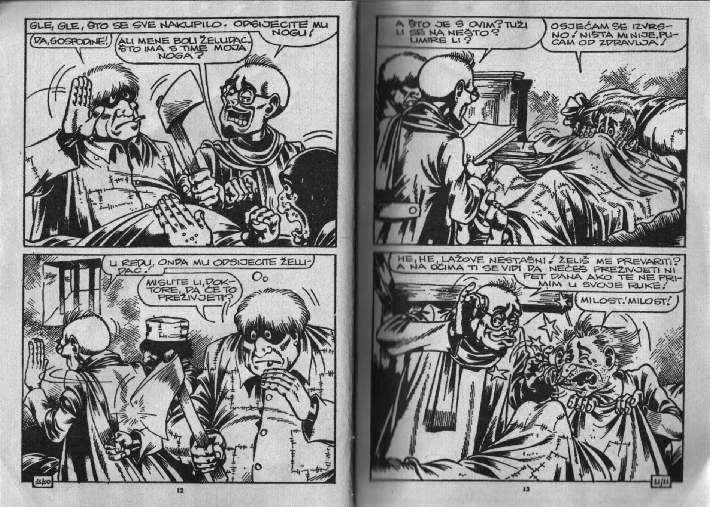 GLE, GLE, ŠTO SE SVE NAKUPILO. ODSIJECITE MU
NOGU!
DA, GOSPODINE!
ALI MENE BOLI ŽELUDAC.
ŠTO IMA S TIME MOJA
NOGA?
U REDU, ONDA MU ODSIJECITE ŽELU-
DAC!
MISLITE LI, DOK-
TORE, DA ĆE TO
PREŽIVJETI?
11/10
12
A ŠTO JE S OVIM? TUŽI
LI SE NA NEŠTO?
UMIRE LI?
OSJEĆAM SE IZVRS-
NO! NIŠTA MI NIJE, PU-
CAM OD ZDRAVLJA!
HE, HE, LAŽOVE NESTAŠNI! ŽELIŠ ME PREVARITI?
A NA OČIMA TI SE VIDI DA NEĆEŠ PREŽIVJETI NI
PET DANA AKO TE NE PRI-
MIM U SVOJE RUKE!
MILOST! MILOST!
13
11/11